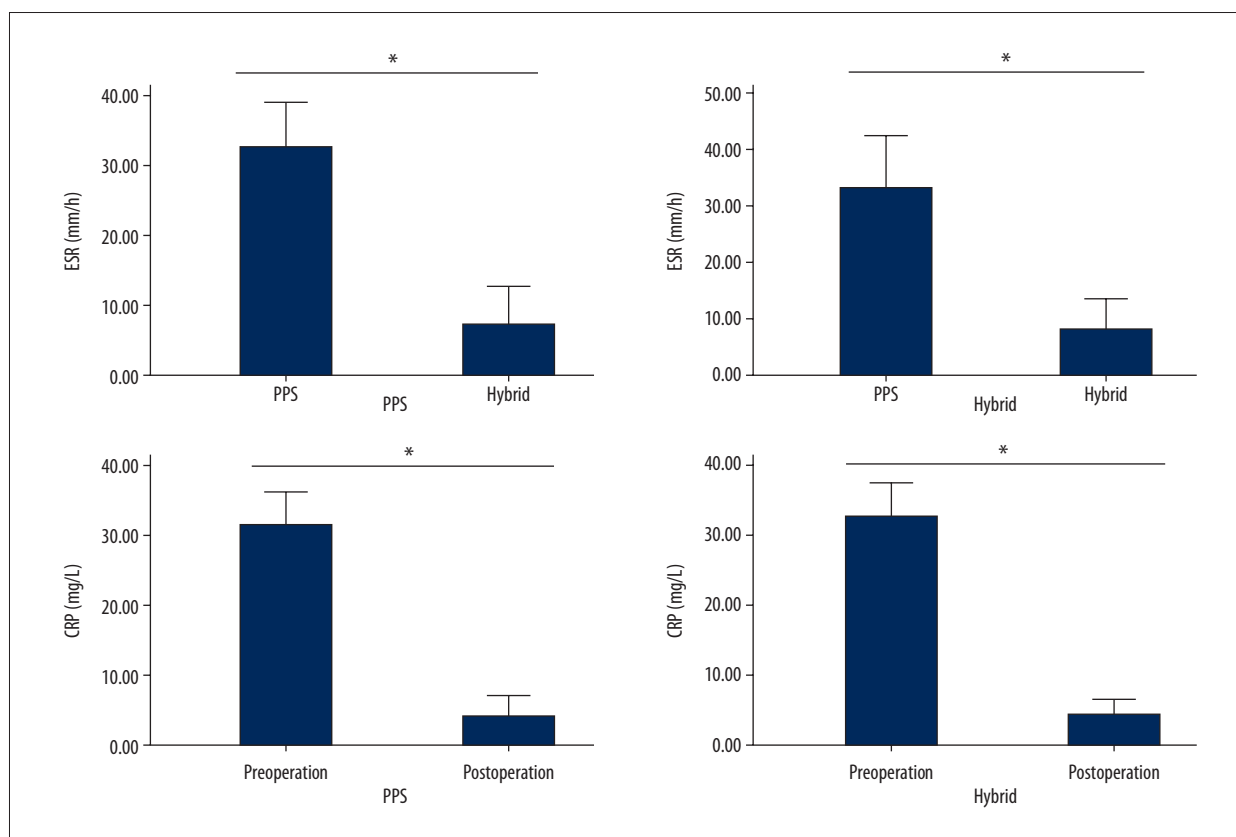 *
40.00
30.00
20.00
10.00
0.00
ESR (mm/h)
PPS
Hybrid
PPS
*
50.00
40.00
30.00
20.00
10.00
0.00
ESR (mm/h)
PPS
Hybrid
Hybrid
*
40.00
30.00
20.00
10.00
0.00
CRP (mg/L)
Preoperation
Postoperation
PPS
*
40.00
30.00
20.00
10.00
0.00
CRP (mg/L)
Preoperation
Postoperation
Hybrid